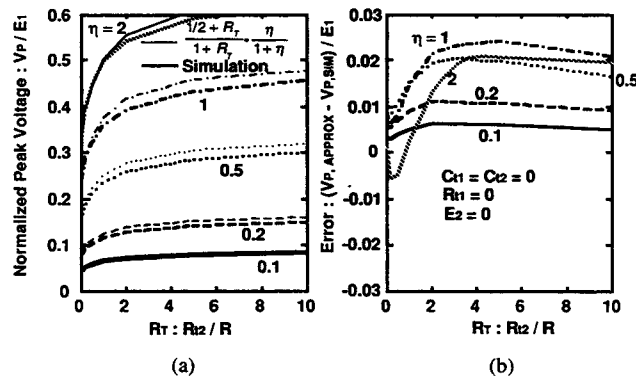 0.6
0.5
0.4
0.3
0.2
0.1
0
Normalized Peak Voltage : VP / E1
η = 2
1/2 + RT / 1 + RT · η / 1 + η
Simulation
1
0.5
0.2
0.1
0 2 4 6 8 10
RT : Rt2 / R
(a)
0.03
0.02
0.01
0
-0.01
-0.02
-0.03
Error : (VP, APPROX - VP,SIM) / E1
η = 1
2
0.5
0.2
0.1
Ct1 = Ct2 = 0
Rt1 = 0
E2 = 0
0 2 4 6 8 10
RT : Rt2 / R
(b)